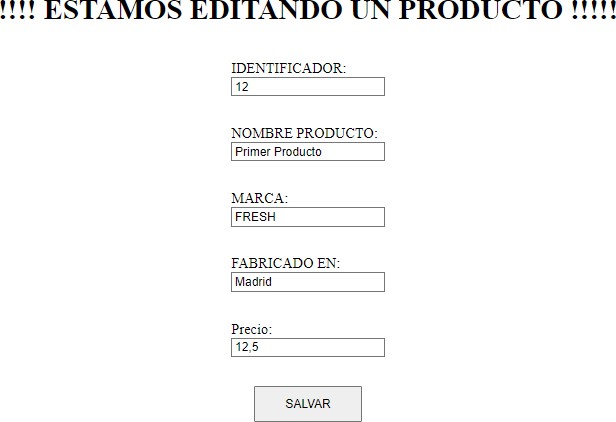 !!!! ESTAMOS EDITANDO UN PRODUCTO !!!!!
IDENTIFICADOR:
12
NOMBRE PRODUCTO:
Primer Producto
MARCA:
FRESH
FABRICADO EN:
Madrid
Precio:
12,5
SALVAR